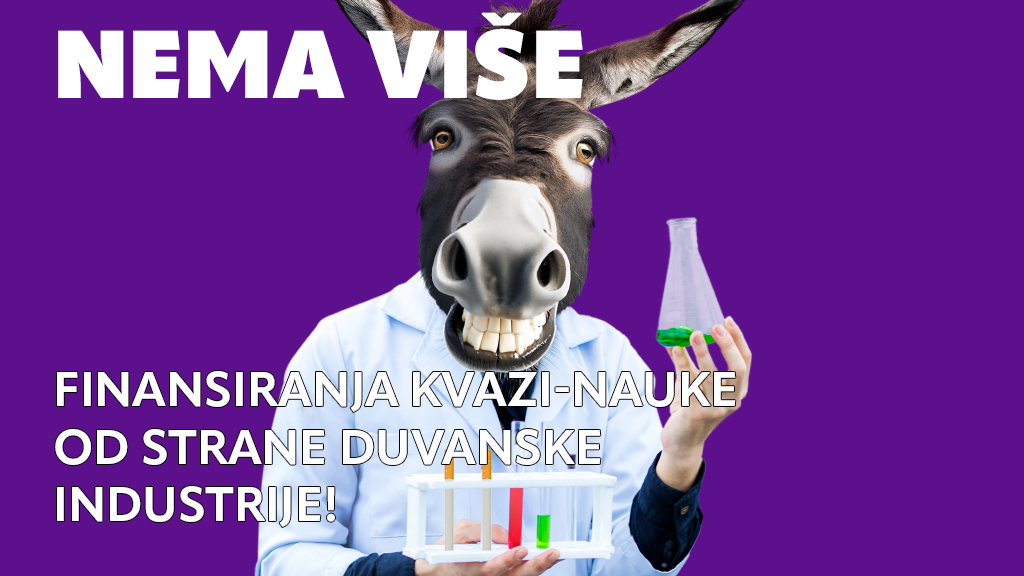 NEMA VIŠE
FINANSIRANJA KVAZI-NAUKE
OD STRANE DUVANSKE
INDUSTRIJE!